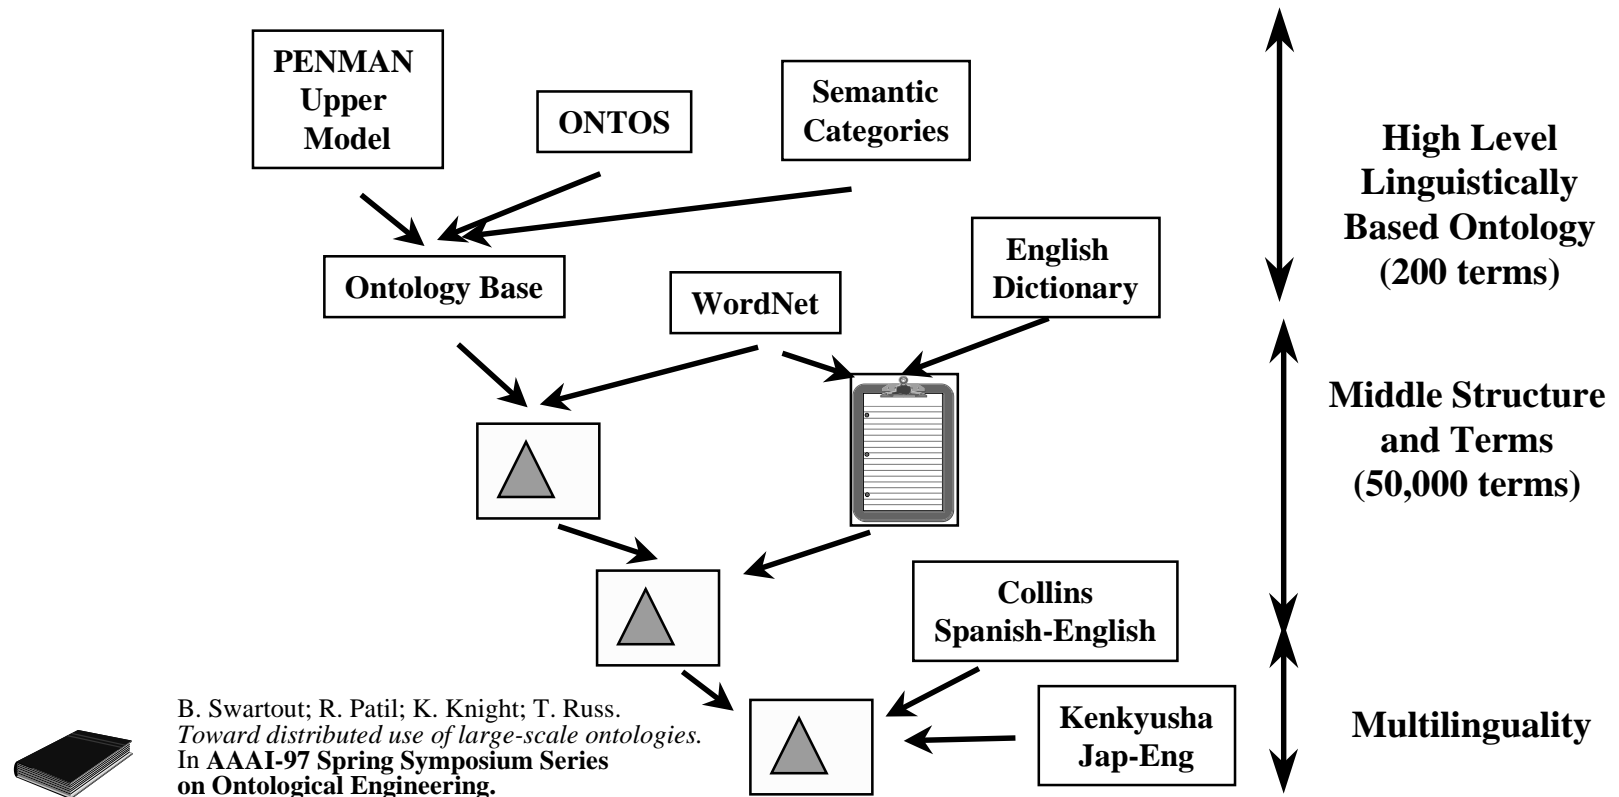 PENMAN
Upper
Model
ONTOS
Semantic
Categories
High Level
Linguistically
Based Ontology
(200 terms)
Ontology Base
WordNet
English
Dictionary
Middle Structure
and Terms
(50,000 terms)
Collins
Spanish-English
Kenkyusha
Jap-Eng
Multilinguality
B. Swartout; R. Patil; K. Knight; T. Russ.
Toward distributed use of large-scale ontologies.
In AAAI-97 Spring Symposium Series
on Ontological Engineering.